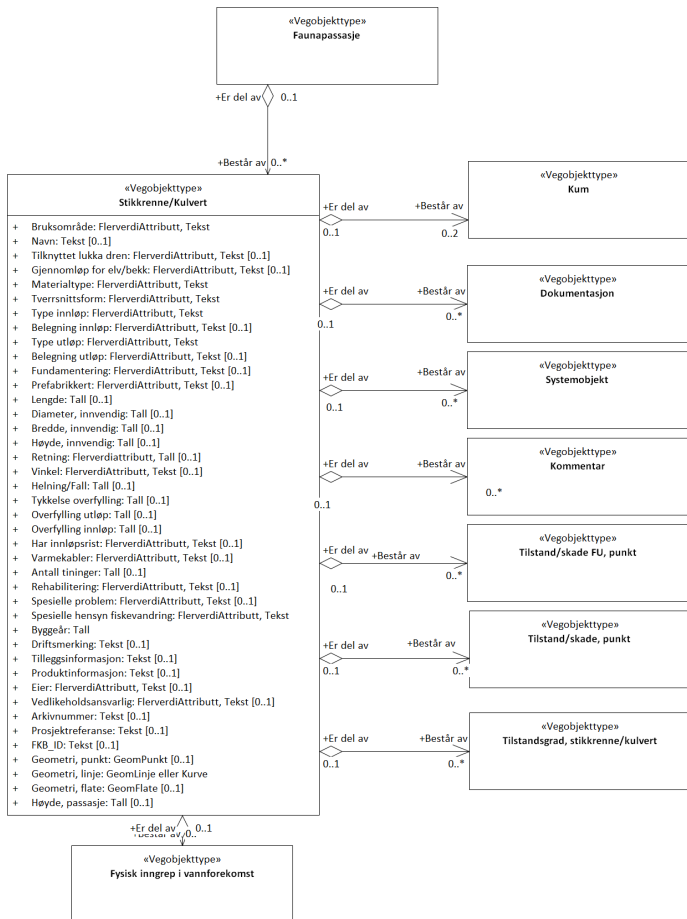 «Vegobjekttype»
Faunapassasje
+Er del av 0..1
+Består av 0..*
«Vegobjekttype»
Stikkrenne/Kulvert
+ Bruksområde: FlerverdiAttributt, Tekst
+ Navn: Tekst [0..1]
+ Tilknyttet lukka dren: FlerverdiAttributt, Tekst [0..1]
+ Gjennomløp for elv/bekk: FlerverdiAttributt, Tekst [0..1]
+ Materialtype: FlerverdiAttributt, Tekst
+ Tverrsnittsform: FlerverdiAttributt, Tekst
+ Type innløp: FlerverdiAttributt, Tekst
+ Belegning innløp: FlerverdiAttributt, Tekst [0..1]
+ Type utløp: FlerverdiAttributt, Tekst
+ Belegning utløp: FlerverdiAttributt, Tekst [0..1]
+ Fundamentering: FlerverdiAttributt, Tekst [0..1]
+ Prefabrikkert: FlerverdiAttributt, Tekst [0..1]
+ Lengde: Tall [0..1]
+ Diameter, innvendig: Tall [0..1]
+ Bredde, innvendig: Tall [0..1]
+ Høyde, innvendig: Tall [0..1]
+ Retning: Flerverdiattributt, Tall [0..1]
+ Vinkel: FlerverdiAttributt, Tekst [0..1]
+ Helning/Fall: Tall [0..1]
+ Tykkelse overfylling: Tall [0..1]
+ Overfylling utløp: Tall [0..1]
+ Overfylling innløp: Tall [0..1]
+ Har innløpsrist: FlerverdiAttributt, Tekst [0..1]
+ Varmekabler: FlerverdiAttributt, Tekst [0..1]
+ Antall tininger: Tall [0..1]
+ Rehabilitering: FlerverdiAttributt, Tekst [0..1]
+ Spesielle problem: FlerverdiAttributt, Tekst [0..1]
+ Spesielle hensyn fiskevandring: FlerverdiAttributt, Tekst
+ Byggeår: Tall
+ Driftsmerking: Tekst [0..1]
+ Tilleggsinformasjon: Tekst [0..1]
+ Produktinformasjon: Tekst [0..1]
+ Eier: FlerverdiAttributt, Tekst [0..1]
+ Vedlikeholdsansvarlig: FlerverdiAttributt, Tekst [0..1]
+ Arkivnummer: Tekst [0..1]
+ Prosjektreferanse: Tekst [0..1]
+ FKB_ID: Tekst [0..1]
+ Geometri, punkt: GeomPunkt [0..1]
+ Geometri, linje: GeomLinje eller Kurve
+ Geometri, flate: GeomFlate [0..1]
+ Høyde, passasje: Tall [0..1]
+Er del av +Består av
0..1 0..2
«Vegobjekttype»
Kum
+Er del av +Består av
0..1 0..*
«Vegobjekttype»
Dokumentasjon
+Er del av +Består av
0..1 0..*
«Vegobjekttype»
Systemobjekt
+Er del av +Består av
0..1 0..*
«Vegobjekttype»
Kommentar
+Er del av +Består av
0..1 0..*
«Vegobjekttype»
Tilstand/skade FU, punkt
+Er del av +Består av
0..1 0..*
«Vegobjekttype»
Tilstand/skade, punkt
+Er del av +Består av
0..1 0..*
«Vegobjekttype»
Tilstandsgrad, stikkrenne/kulvert
+Er del av 0..1
+Består av 0..
«Vegobjekttype»
Fysisk inngrep i vannforekomst